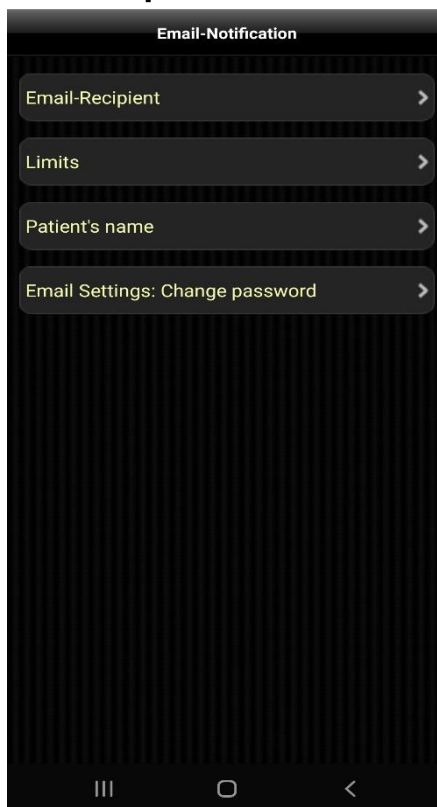 Email-Notification
Email-Recipient
Limits
Patient's name
Email Settings: Change password